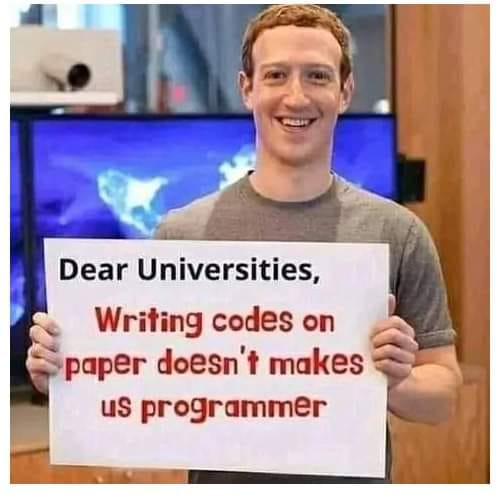 Dear Universities,
Writing codes on
paper doesn't makes
us programmer